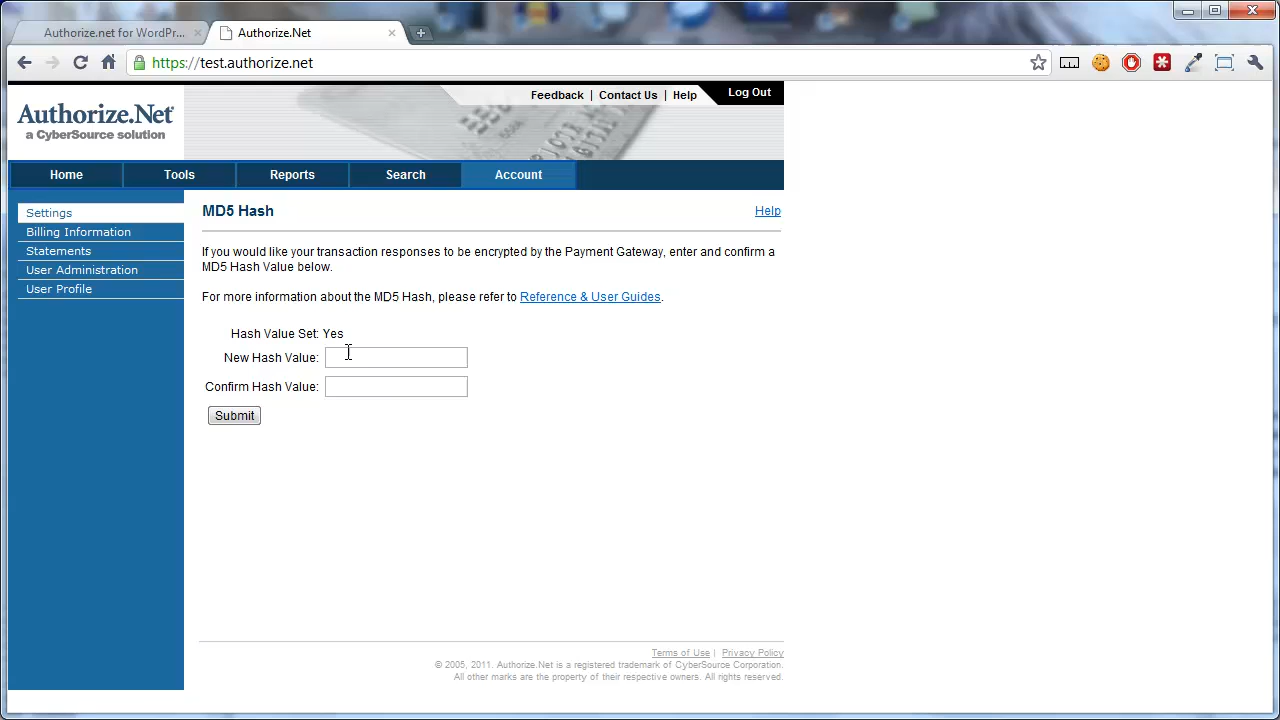 Authorize.net for WordPr...
Authorize.Net
https://test.authorize.net
Authorize.Net
a CyberSource solution
Feedback | Contact Us | Help
Log Out
Home
Tools
Reports
Search
Account
Settings
Billing Information
Statements
User Administration
User Profile
MD5 Hash
Help
If you would like your transaction responses to be encrypted by the Payment Gateway, enter and confirm a
MD5 Hash Value below.
For more information about the MD5 Hash, please refer to Reference & User Guides.
Hash Value Set: Yes
New Hash Value:
Confirm Hash Value:
Submit
Terms of Use | Privacy Policy
© 2005, 2011. Authorize.Net is a registered trademark of CyberSource Corporation.
All other marks are the property of their respective owners. All rights reserved.